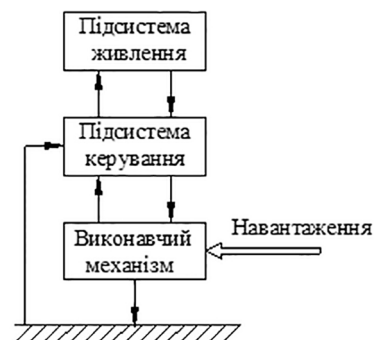 Підсистема
живлення
Підсистема
керування
Навантаження
Виконавчий
механізм